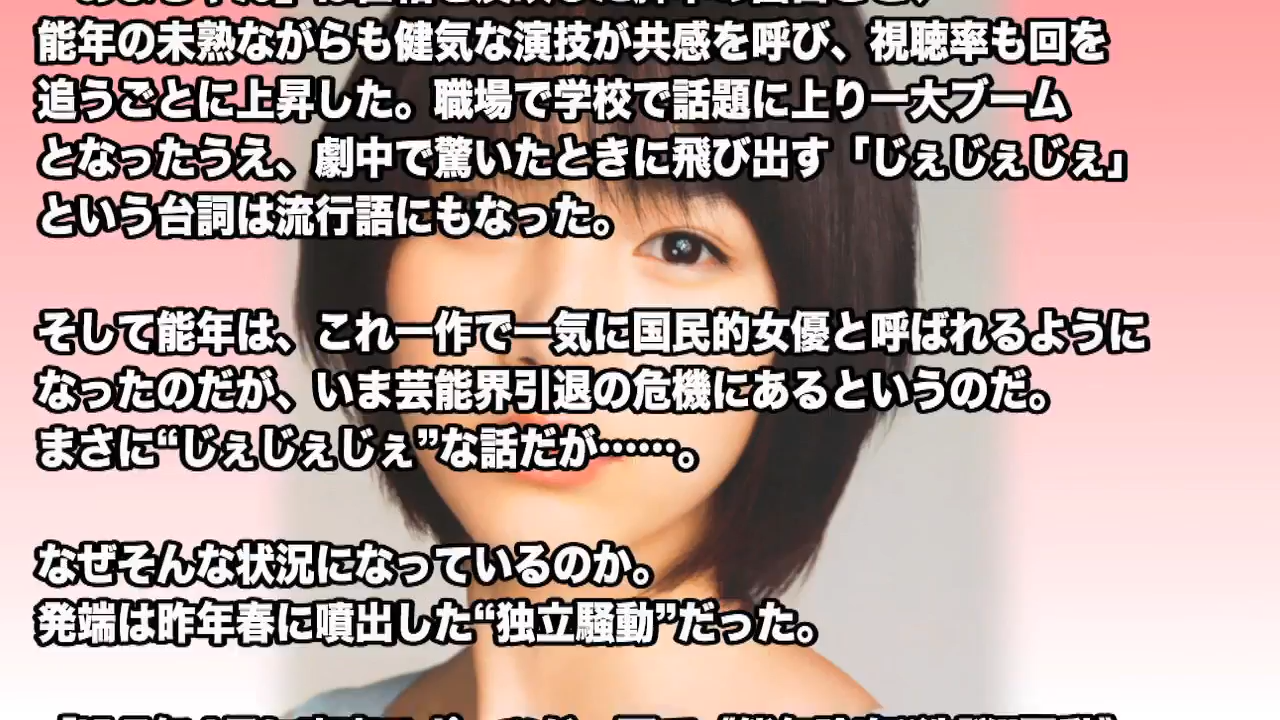 能年の未熟ながらも健気な演技が共感を呼び、視聴率も回を
追うごとに上昇した。職場で学校で話題に上り一大ブーム
となったうえ、劇中で驚いたときに飛び出す「じぇじぇじぇ」
という台詞は流行語にもなった。
そして能年は、これ一作で一気に国民的女優と呼ばれるように
なったのだが、いま芸能界引退の危機にあるというのだ。
まさに“じぇじぇじぇ”な話だが……。
なぜそんな状況になっているのか。
発端は昨年春に噴出した“独立騒動”だった。